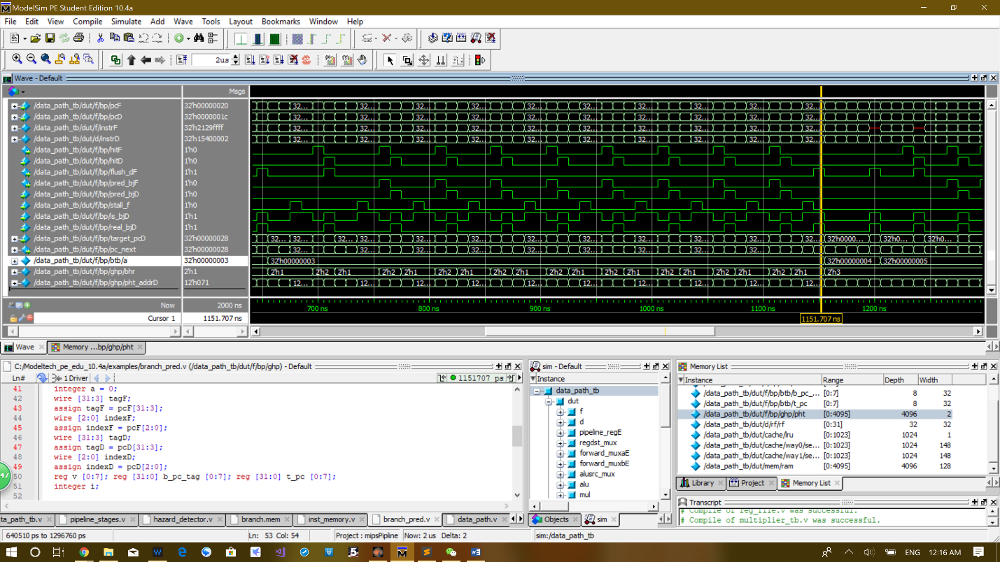 ModelSim PE Student Edition 10.4a
File Edit View Compile Simulate Add Wave Tools Layout Bookmarks Window Help
2us
Wave - Default
Msgs
/data_path_tb/dut/f/bp/pcF 32'h00000020
/data_path_tb/dut/f/bp/pcD 32'h0000001c
/data_path_tb/dut/f/instrF 32'h2129ffff
/data_path_tb/dut/d/instrD 32'h15400002
/data_path_tb/dut/f/bp/hitF 1'h0
/data_path_tb/dut/f/bp/hitD 1'h0
/data_path_tb/dut/f/bp/flush_dF 1'h1
/data_path_tb/dut/f/bp/pred_bjF 1'h0
/data_path_tb/dut/f/bp/pred_bjD 1'h0
/data_path_tb/dut/f/bp/stall_f 1'h0
/data_path_tb/dut/f/bp/is_bjD 1'h1
/data_path_tb/dut/f/bp/real_bjD 1'h1
/data_path_tb/dut/f/bp/target_pcD 32'h00000028
/data_path_tb/dut/f/bp/pc_next 32'h00000028
/data_path_tb/dut/f/bp/btb/a 32'h00000003 32'h00000003 32'h00000004 32'h00000005
/data_path_tb/dut/f/bp/ghp/bhr 2'h1 2'h1 2'h2 2'h1 2'h2 2'h1 2'h2 2'h1 2'h2 2'h1 2'h2 2'h1 2'h2 2'h1 2'h2 2'h1 2'h2 2'h1 2'h2 2'h1 2'h3
/data_path_tb/dut/f/bp/ghp/pht_addrD 12'h071
Now 2000 ns 700 ns 800 ns 900 ns 1000 ns 1100 ns 1200 ns
Cursor 1 1151.707 ns 1151.707 ns
Wave Memory ...bp/ghp/pht
C:/Modeltech_pe_edu_10.4a/examples/branch_pred.v (/data_path_tb/dut/f/bp/ghp) - Default
Ln# 1 Driver 1151707 ps
41 integer a = 0;
42 wire [31:3] tagF;
43 assign tagF = pcF[31:3];
44 wire [2:0] indexF;
45 assign indexF = pcF[2:0];
46 wire [31:3] tagD;
47 assign tagD = pcD[31:3];
48 wire [2:0] indexD;
49 assign indexD = pcD[2:0];
50 reg v [0:7]; reg [31:0] b_pc_tag [0:7]; reg [31:0] t_pc [0:7];
51 integer i;
52
ta_path_tb.v pipeline_stages.v hazard_detector.v branch.mem inst_memory.v branch_pred.v data_path.v
sim - Default
Instance
data_path_tb
dut
f
d
pipeline_regE
regdst_mux
forward_muxaE
forward_muxbE
alusrc_mux
alu
mul
Objects sim
Memory List
Instance Range Depth Width
/data_path_tb/dut/f/bp/btb/b_pc_... [0:7] 8 32
/data_path_tb/dut/f/bp/btb/t_pc [0:7] 8 32
/data_path_tb/dut/f/bp/ghp/pht [0:4095] 4096 2
/data_path_tb/dut/d/rf/rf [0:31] 32 32
/data_path_tb/dut/cache/lru [0:1023] 1024 1
/data_path_tb/dut/cache/way0/se... [0:1023] 1024 148
/data_path_tb/dut/cache/way1/se... [0:1023] 1024 148
/data_path_tb/dut/mem/ram [0:4095] 4096 128
Library Project Memory List
Transcript
# Compile of reg_file.v was successful.
# Compile of multiplier_tb.v was successful.
640510 ps to 1296760 ps Ln: 53 Col: 54 Project : mipsPipline Now: 2 us Delta: 2 sim:/data_path_tb
ENG 12:16 AM